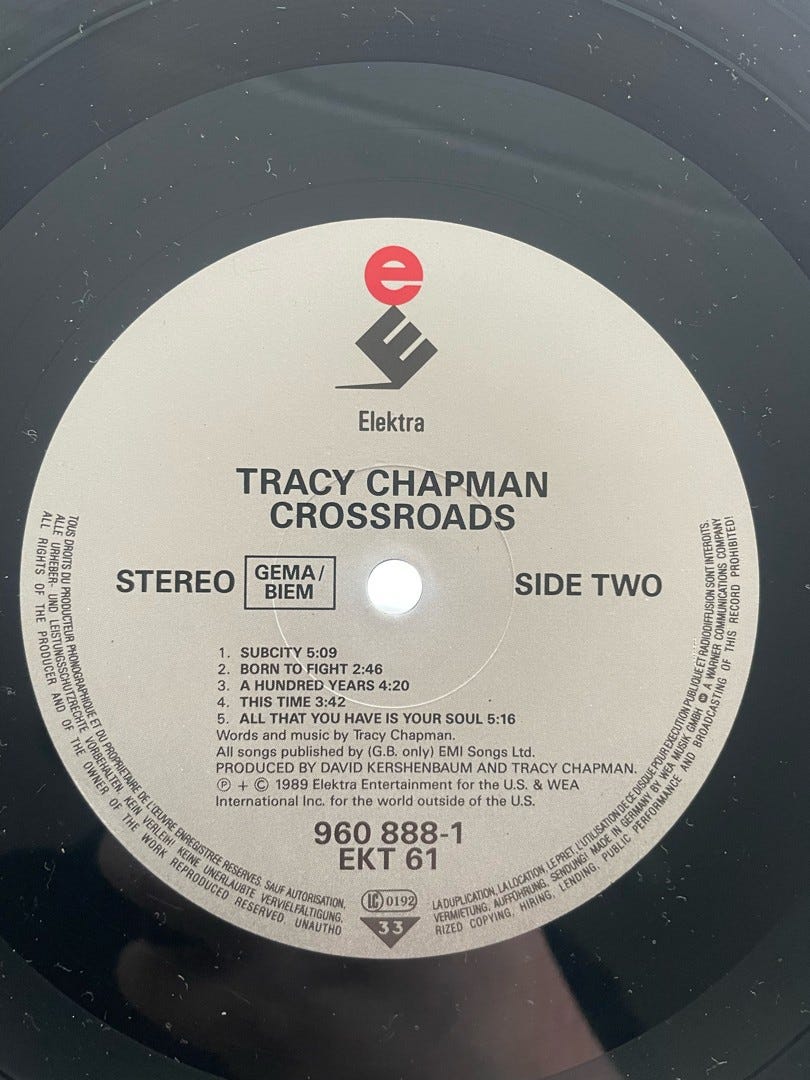 e
E
Elektra
TRACY CHAPMAN
CROSSROADS
STEREO GEMA/ BIEM SIDE TWO
1. SUBCITY 5:09
2. BORN TO FIGHT 2:46
3. A HUNDRED YEARS 4:20
4. THIS TIME 3:42
5. ALL THAT YOU HAVE IS YOUR SOUL 5:16
Words and music by Tracy Chapman.
All songs published by (G.B. only) EMI Songs Ltd.
PRODUCED BY DAVID KERSHENBAUM AND TRACY CHAPMAN.
Ⓟ + © 1989 Elektra Entertainment for the U.S. & WEA
International Inc. for the world outside of the U.S.
960 888-1
EKT 61
LC 0192
33
TOUS DROITS DU PRODUCTEUR PHONOGRAPHIQUE ET DU PROPRIETAIRE DE L'ŒUVRE ENREGISTREE RESERVES. SAUF AUTORISATION, LA DUPLICATION, LA LOCATION, LE PRET, L'UTILISATION DE CE DISQUE POUR EXECUTION PUBLIQUE ET RADIODIFFUSION SONT INTERDITS.
ALLE URHEBER- UND LEISTUNGSSCHUTZRECHTE VORBEHALTEN. KEIN VERLEIH! KEINE UNERLAUBTE VERVIELFÄLTIGUNG, VERMIETUNG, AUFFÜHRUNG, SENDUNG! MADE IN GERMANY BY WEA MUSIK GMBH A WARNER COMMUNICATIONS COMPANY
ALL RIGHTS OF THE PRODUCER AND OF THE OWNER OF THE WORK REPRODUCED RESERVED. UNAUTHORIZED COPYING, HIRING, LENDING, PUBLIC PERFORMANCE AND BROADCASTING OF THIS RECORD PROHIBITED!